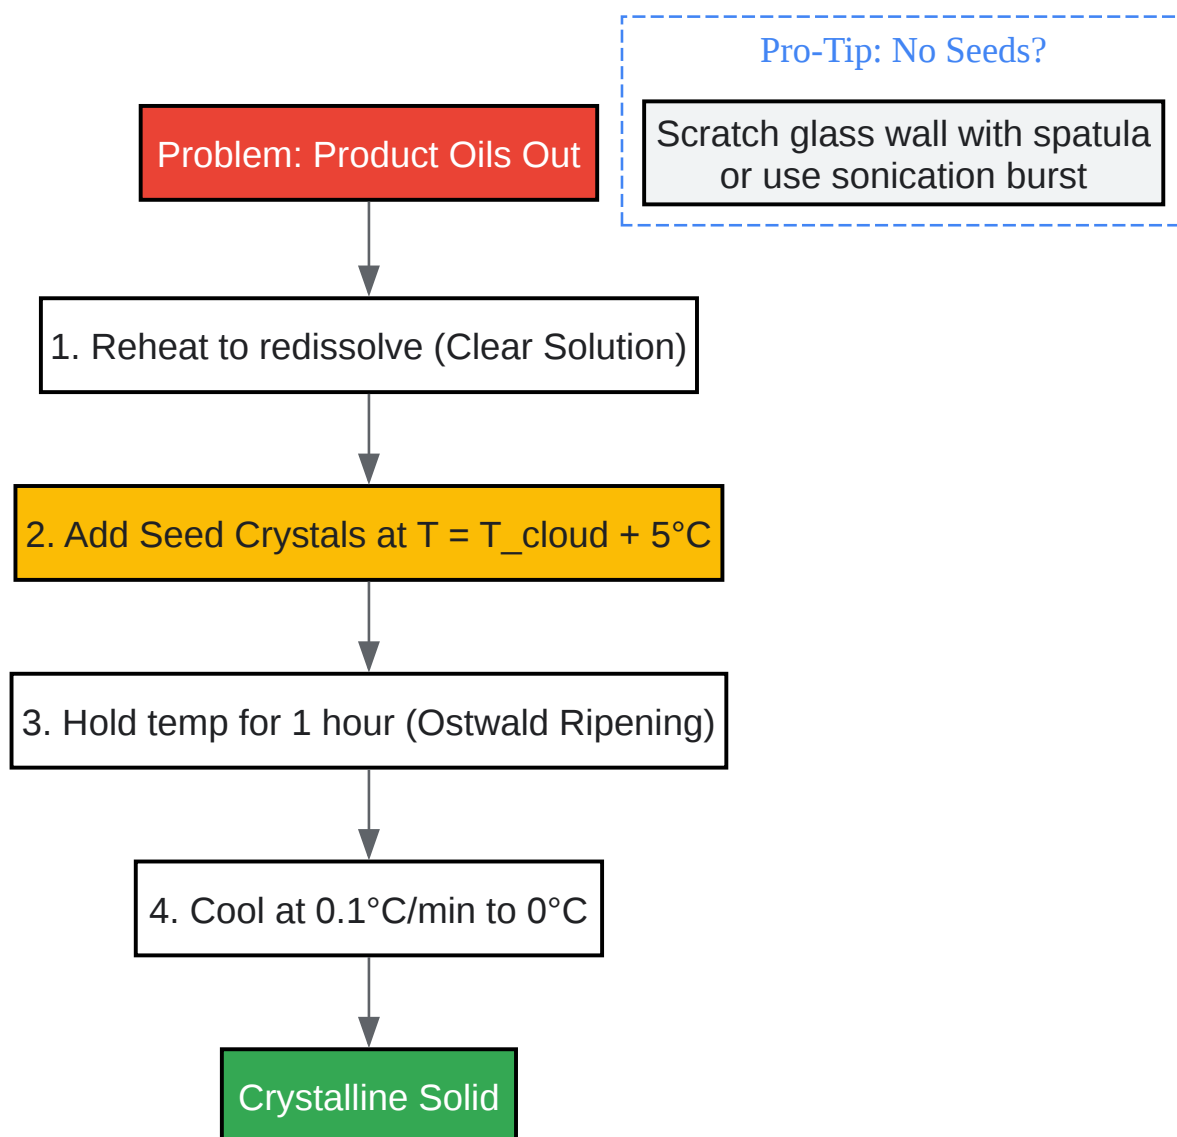 Pro-Tip: No Seeds?
Scratch glass wall with spatula
or use sonication burst
Problem: Product Oils Out
1. Reheat to redissolve (Clear Solution)
2. Add Seed Crystals at T = T_cloud + 5°C
3. Hold temp for 1 hour (Ostwald Ripening)
4. Cool at 0.1°C/min to 0°C
Crystalline Solid